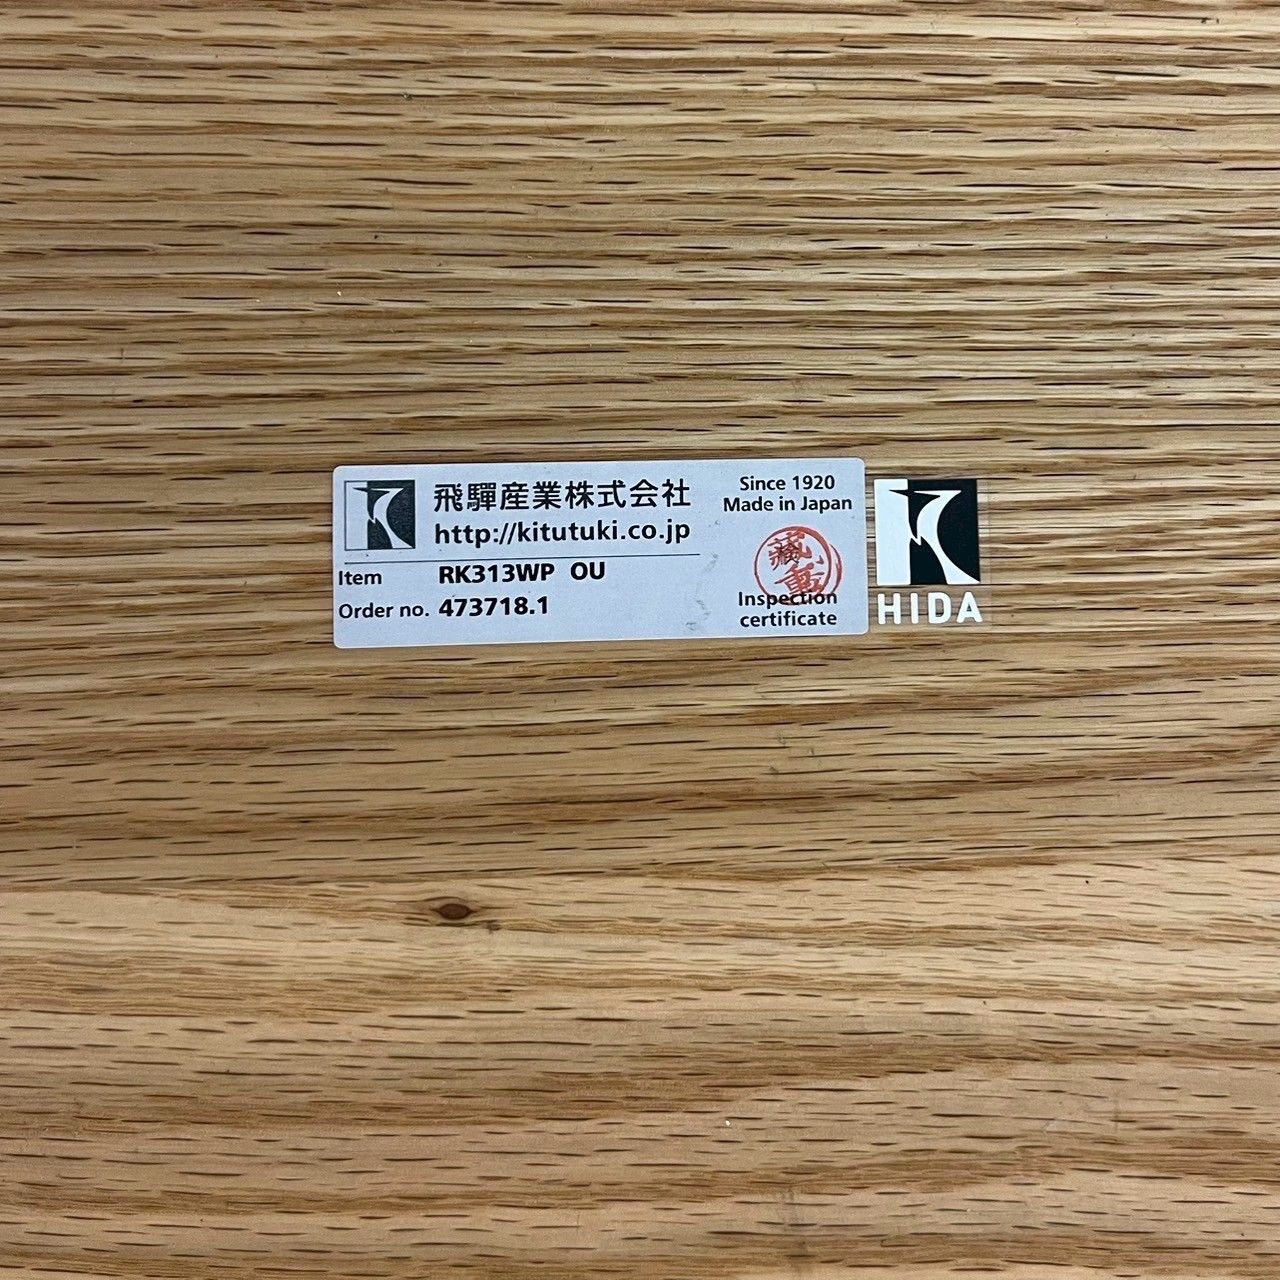 飛驒産業株式会社
http://kitutuki.co.jp
Item RK313WP OU
Order no. 473718.1
Since 1920
Made in Japan
Inspection
certificate
HIDA